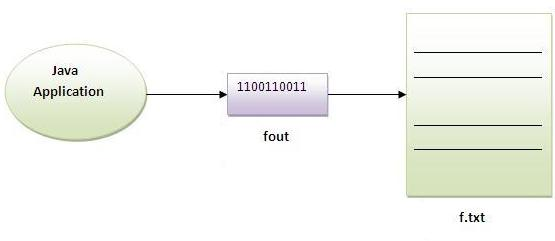 Java
Application
1100110011
fout
f.txt